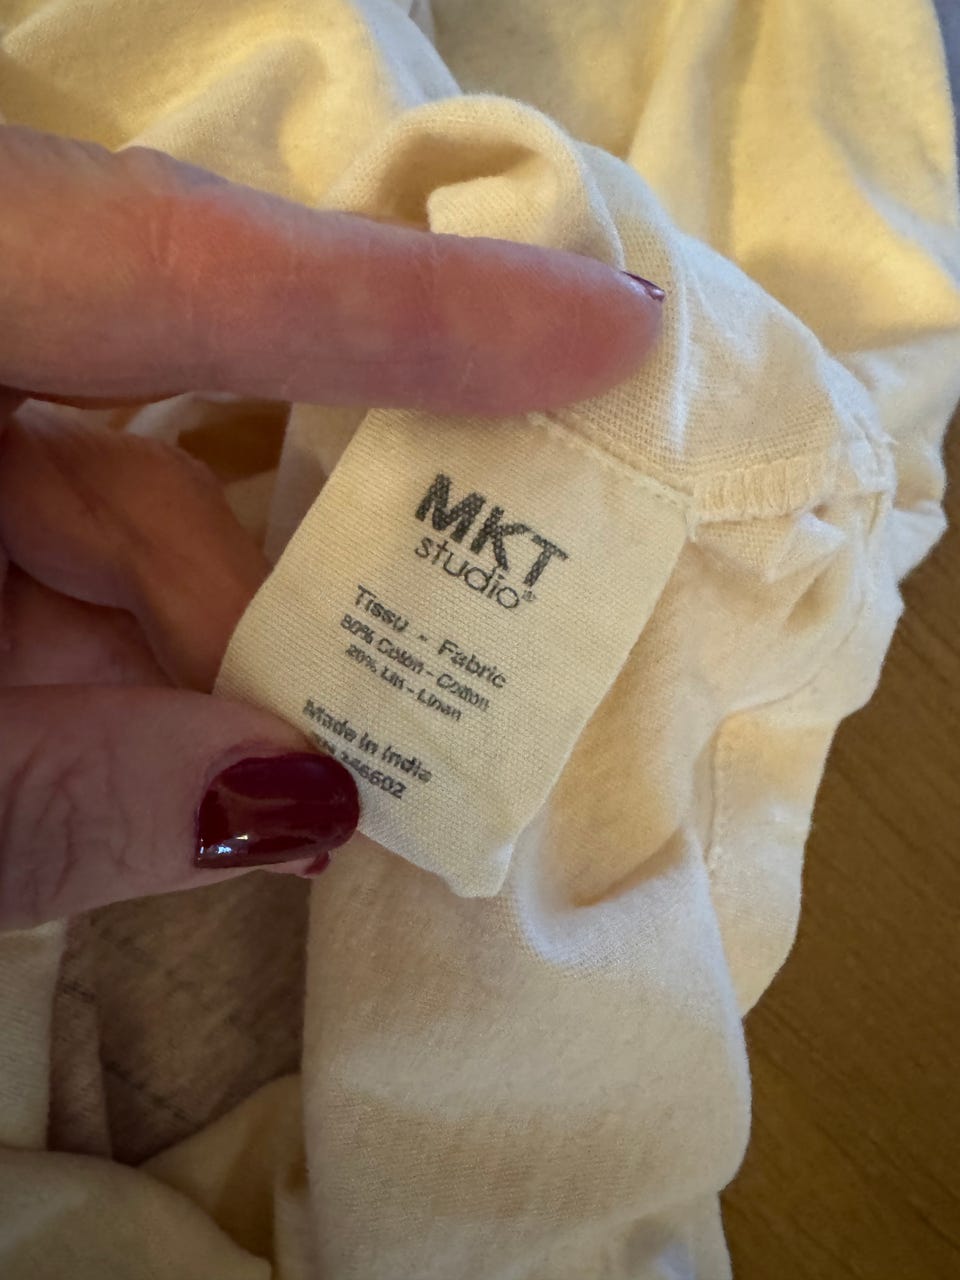 MKT
studio®
Tissu - Fabric
80% Coton - Cotton
20% Lin - Linen
Made in India